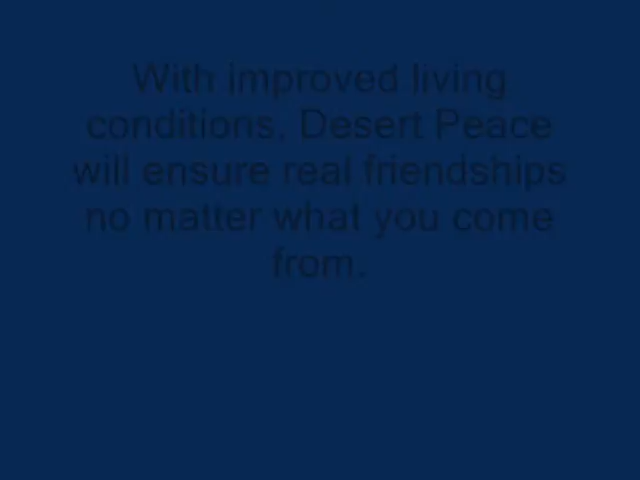 With improved living
conditions, Desert Peace
will ensure real friendships
no matter what you come
from.